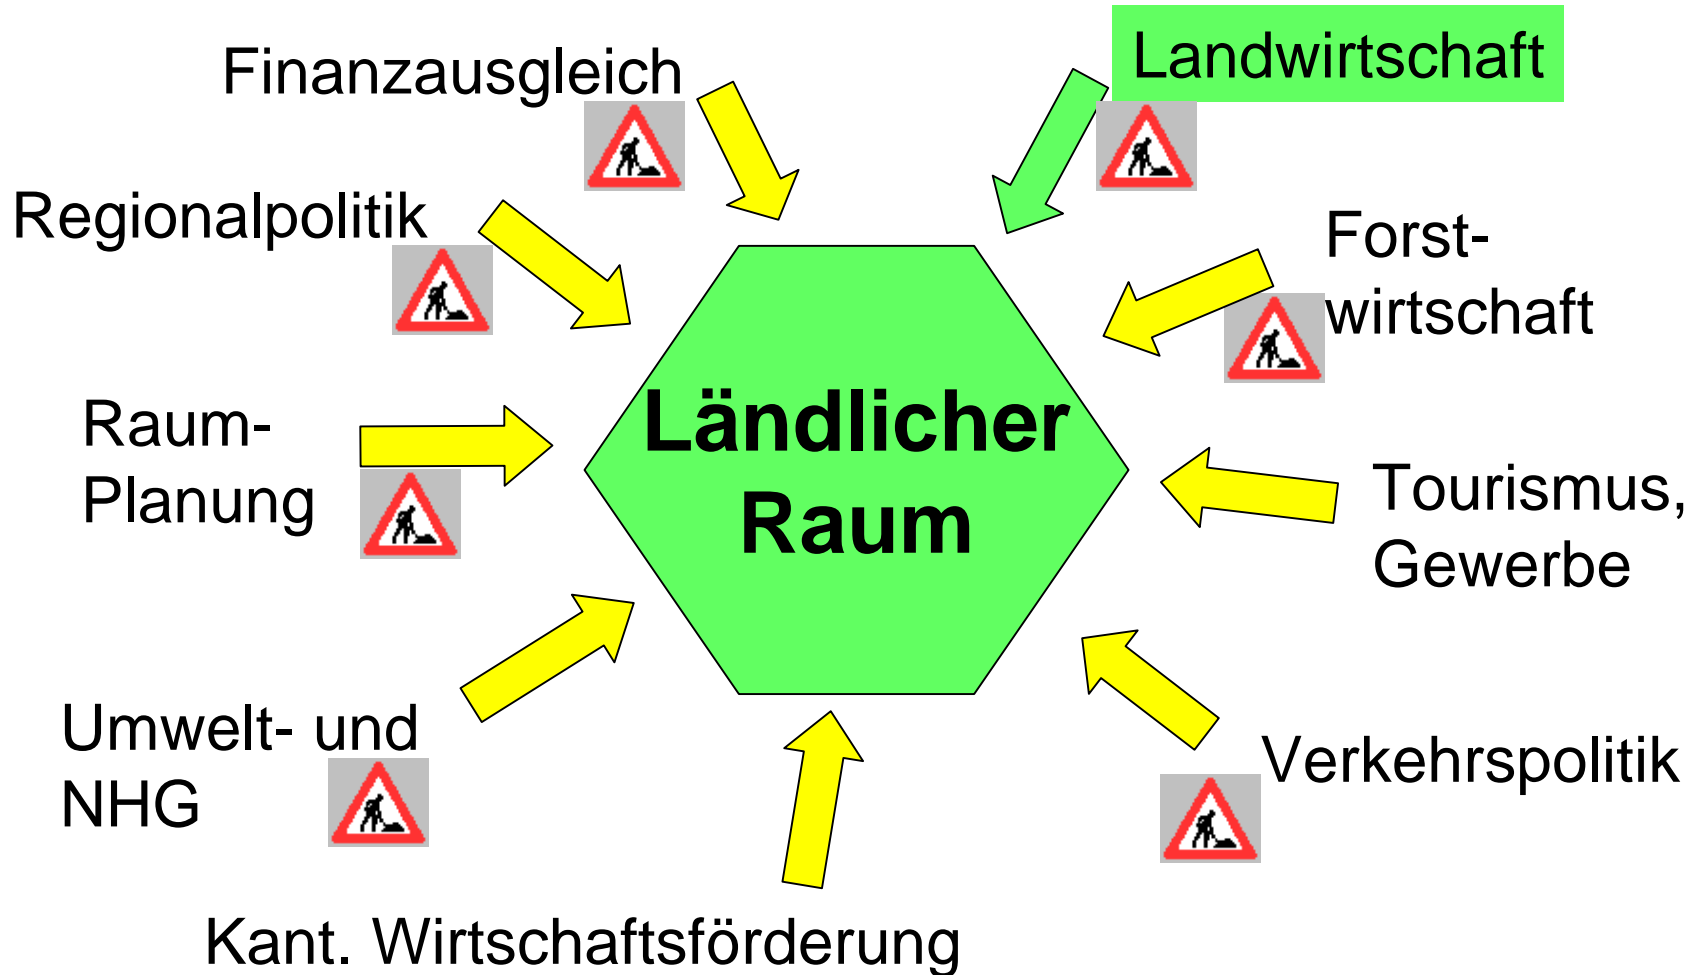 Finanzausgleich
Landwirtschaft
Regionalpolitik
Forst-
wirtschaft
Ländlicher
Raum
Raum-
Planung
Tourismus,
Gewerbe
Umwelt- und
NHG
Verkehrspolitik
Kant. Wirtschaftsförderung